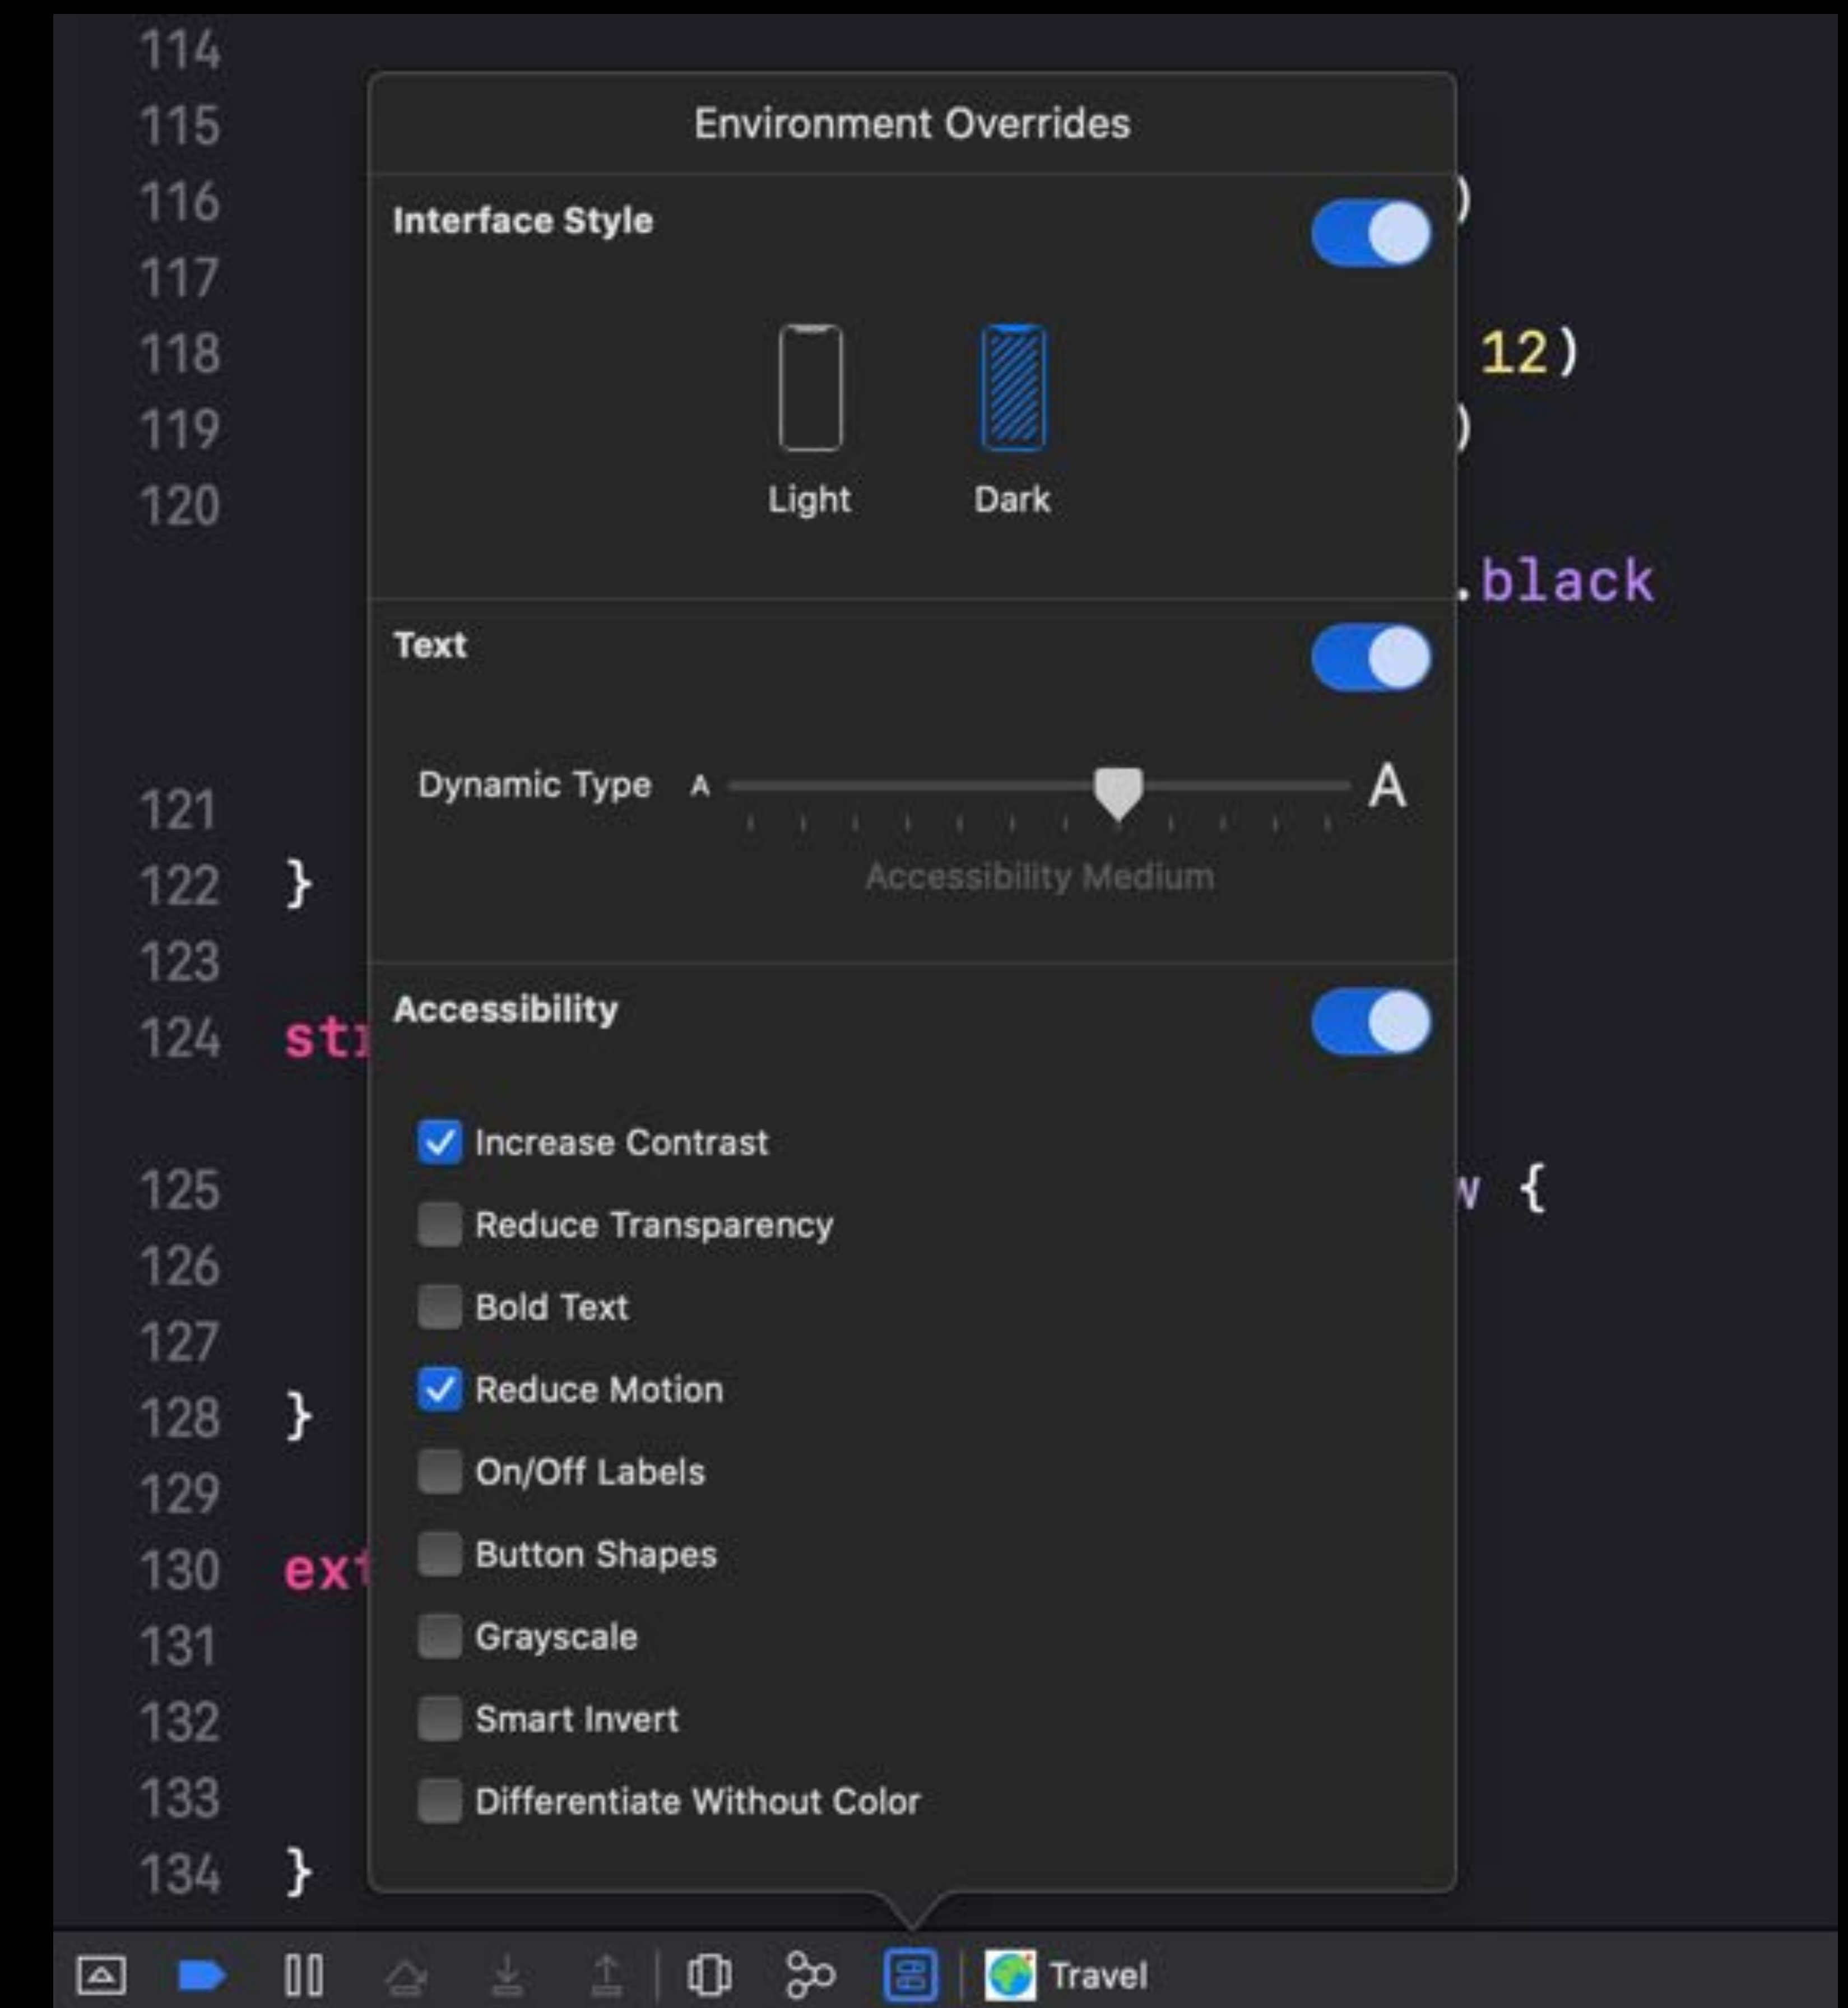 114
115
Environment Overrides
116 )
Interface Style
117
118 12)
119 )
120
Light Dark
.black
Text
Dynamic Type A A
121
Accessibility Medium
122 }
123
124
Accessibility
Increase Contrast
125 {
Reduce Transparency
126
Bold Text
127
Reduce Motion
128 }
On/Off Labels
129
Button Shapes
130
Grayscale
131
Smart Invert
132
Differentiate Without Color
133
134 }
Travel